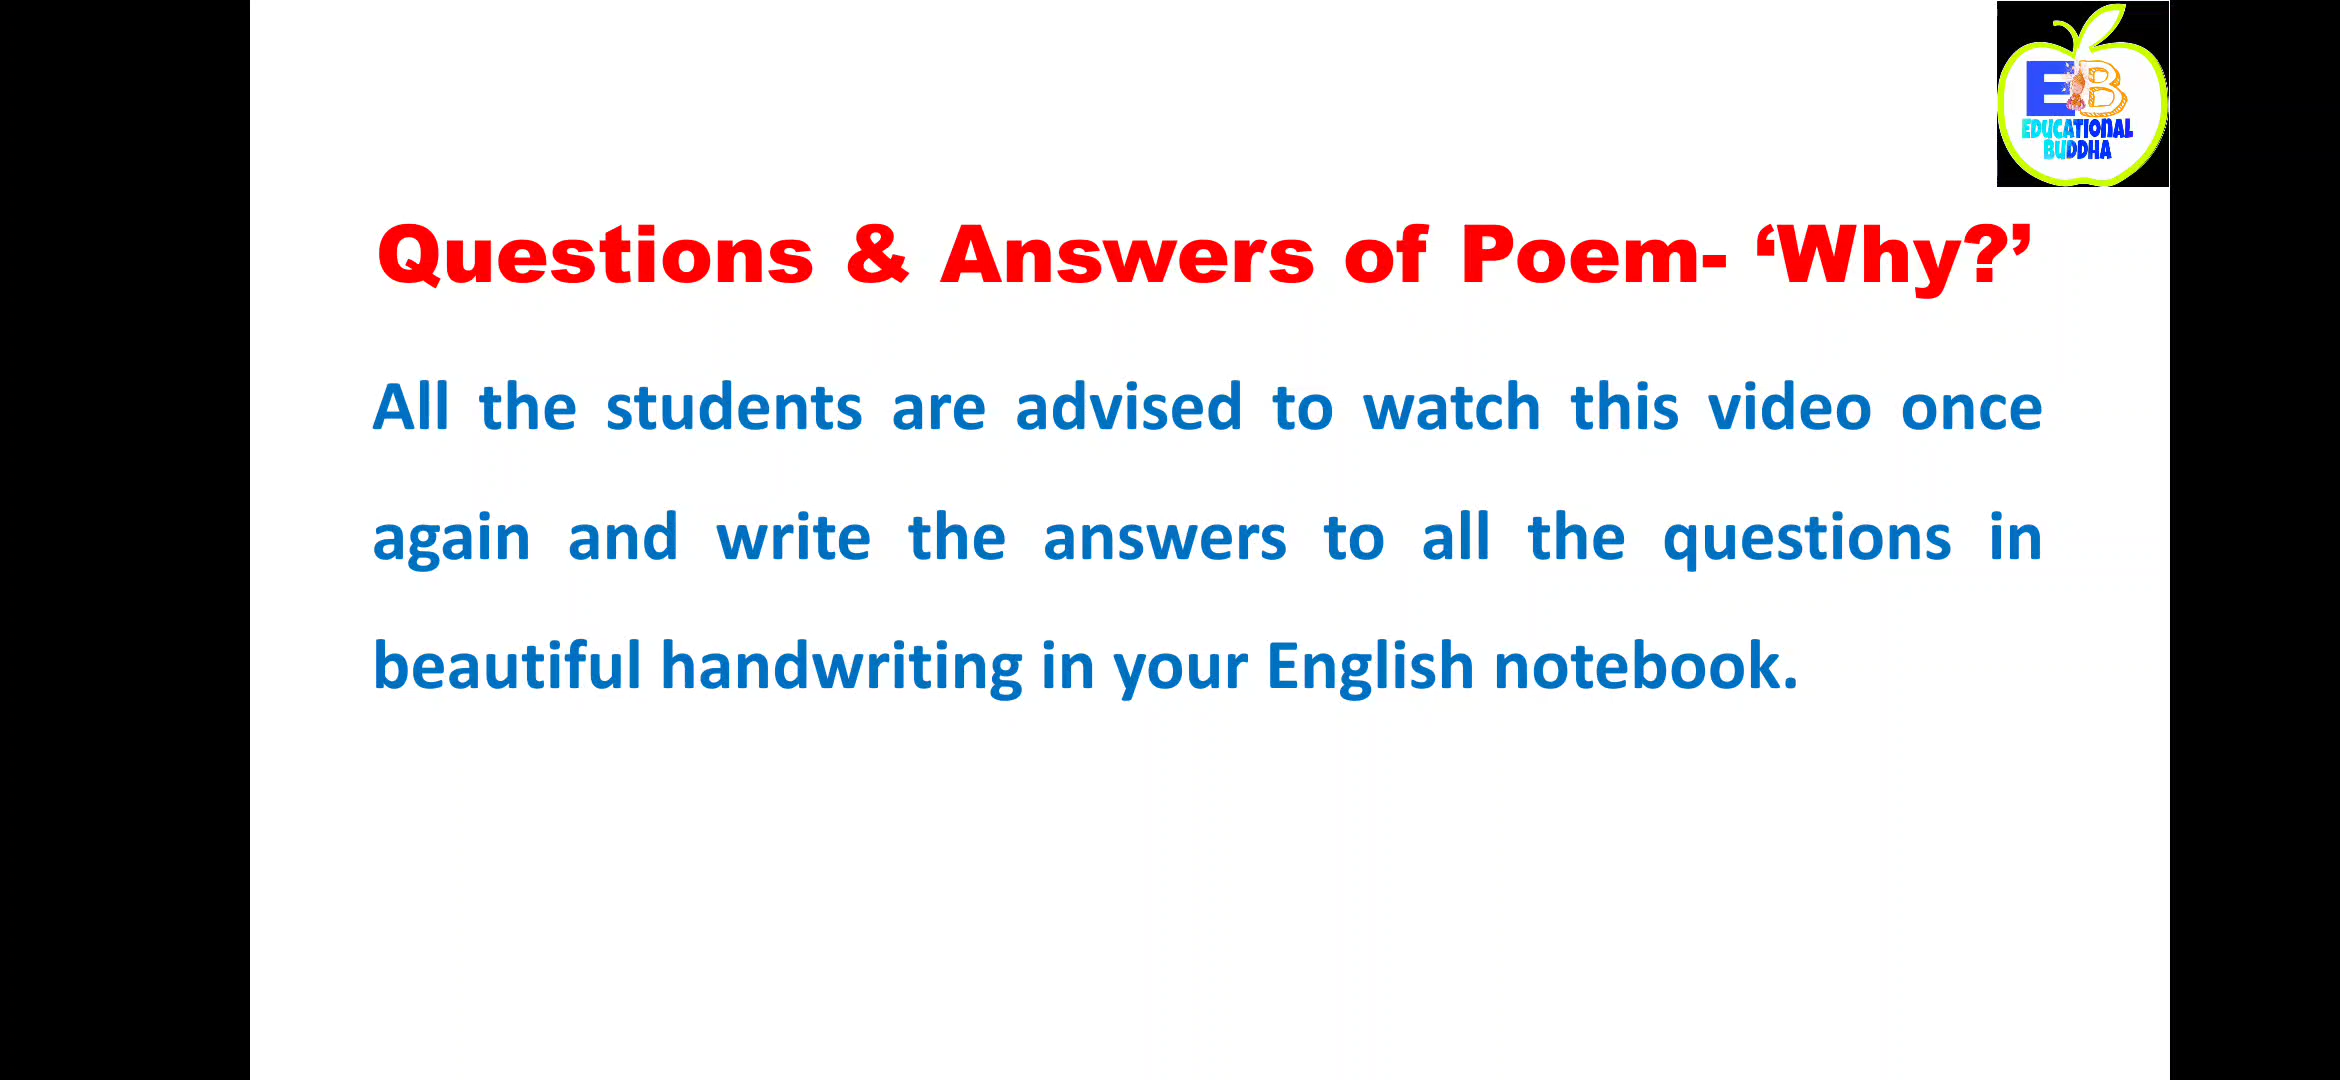 EB
EDUCATIONAL
BUDDHA
Questions & Answers of Poem- ‘Why?’
All the students are advised to watch this video once
again and write the answers to all the questions in
beautiful handwriting in your English notebook.